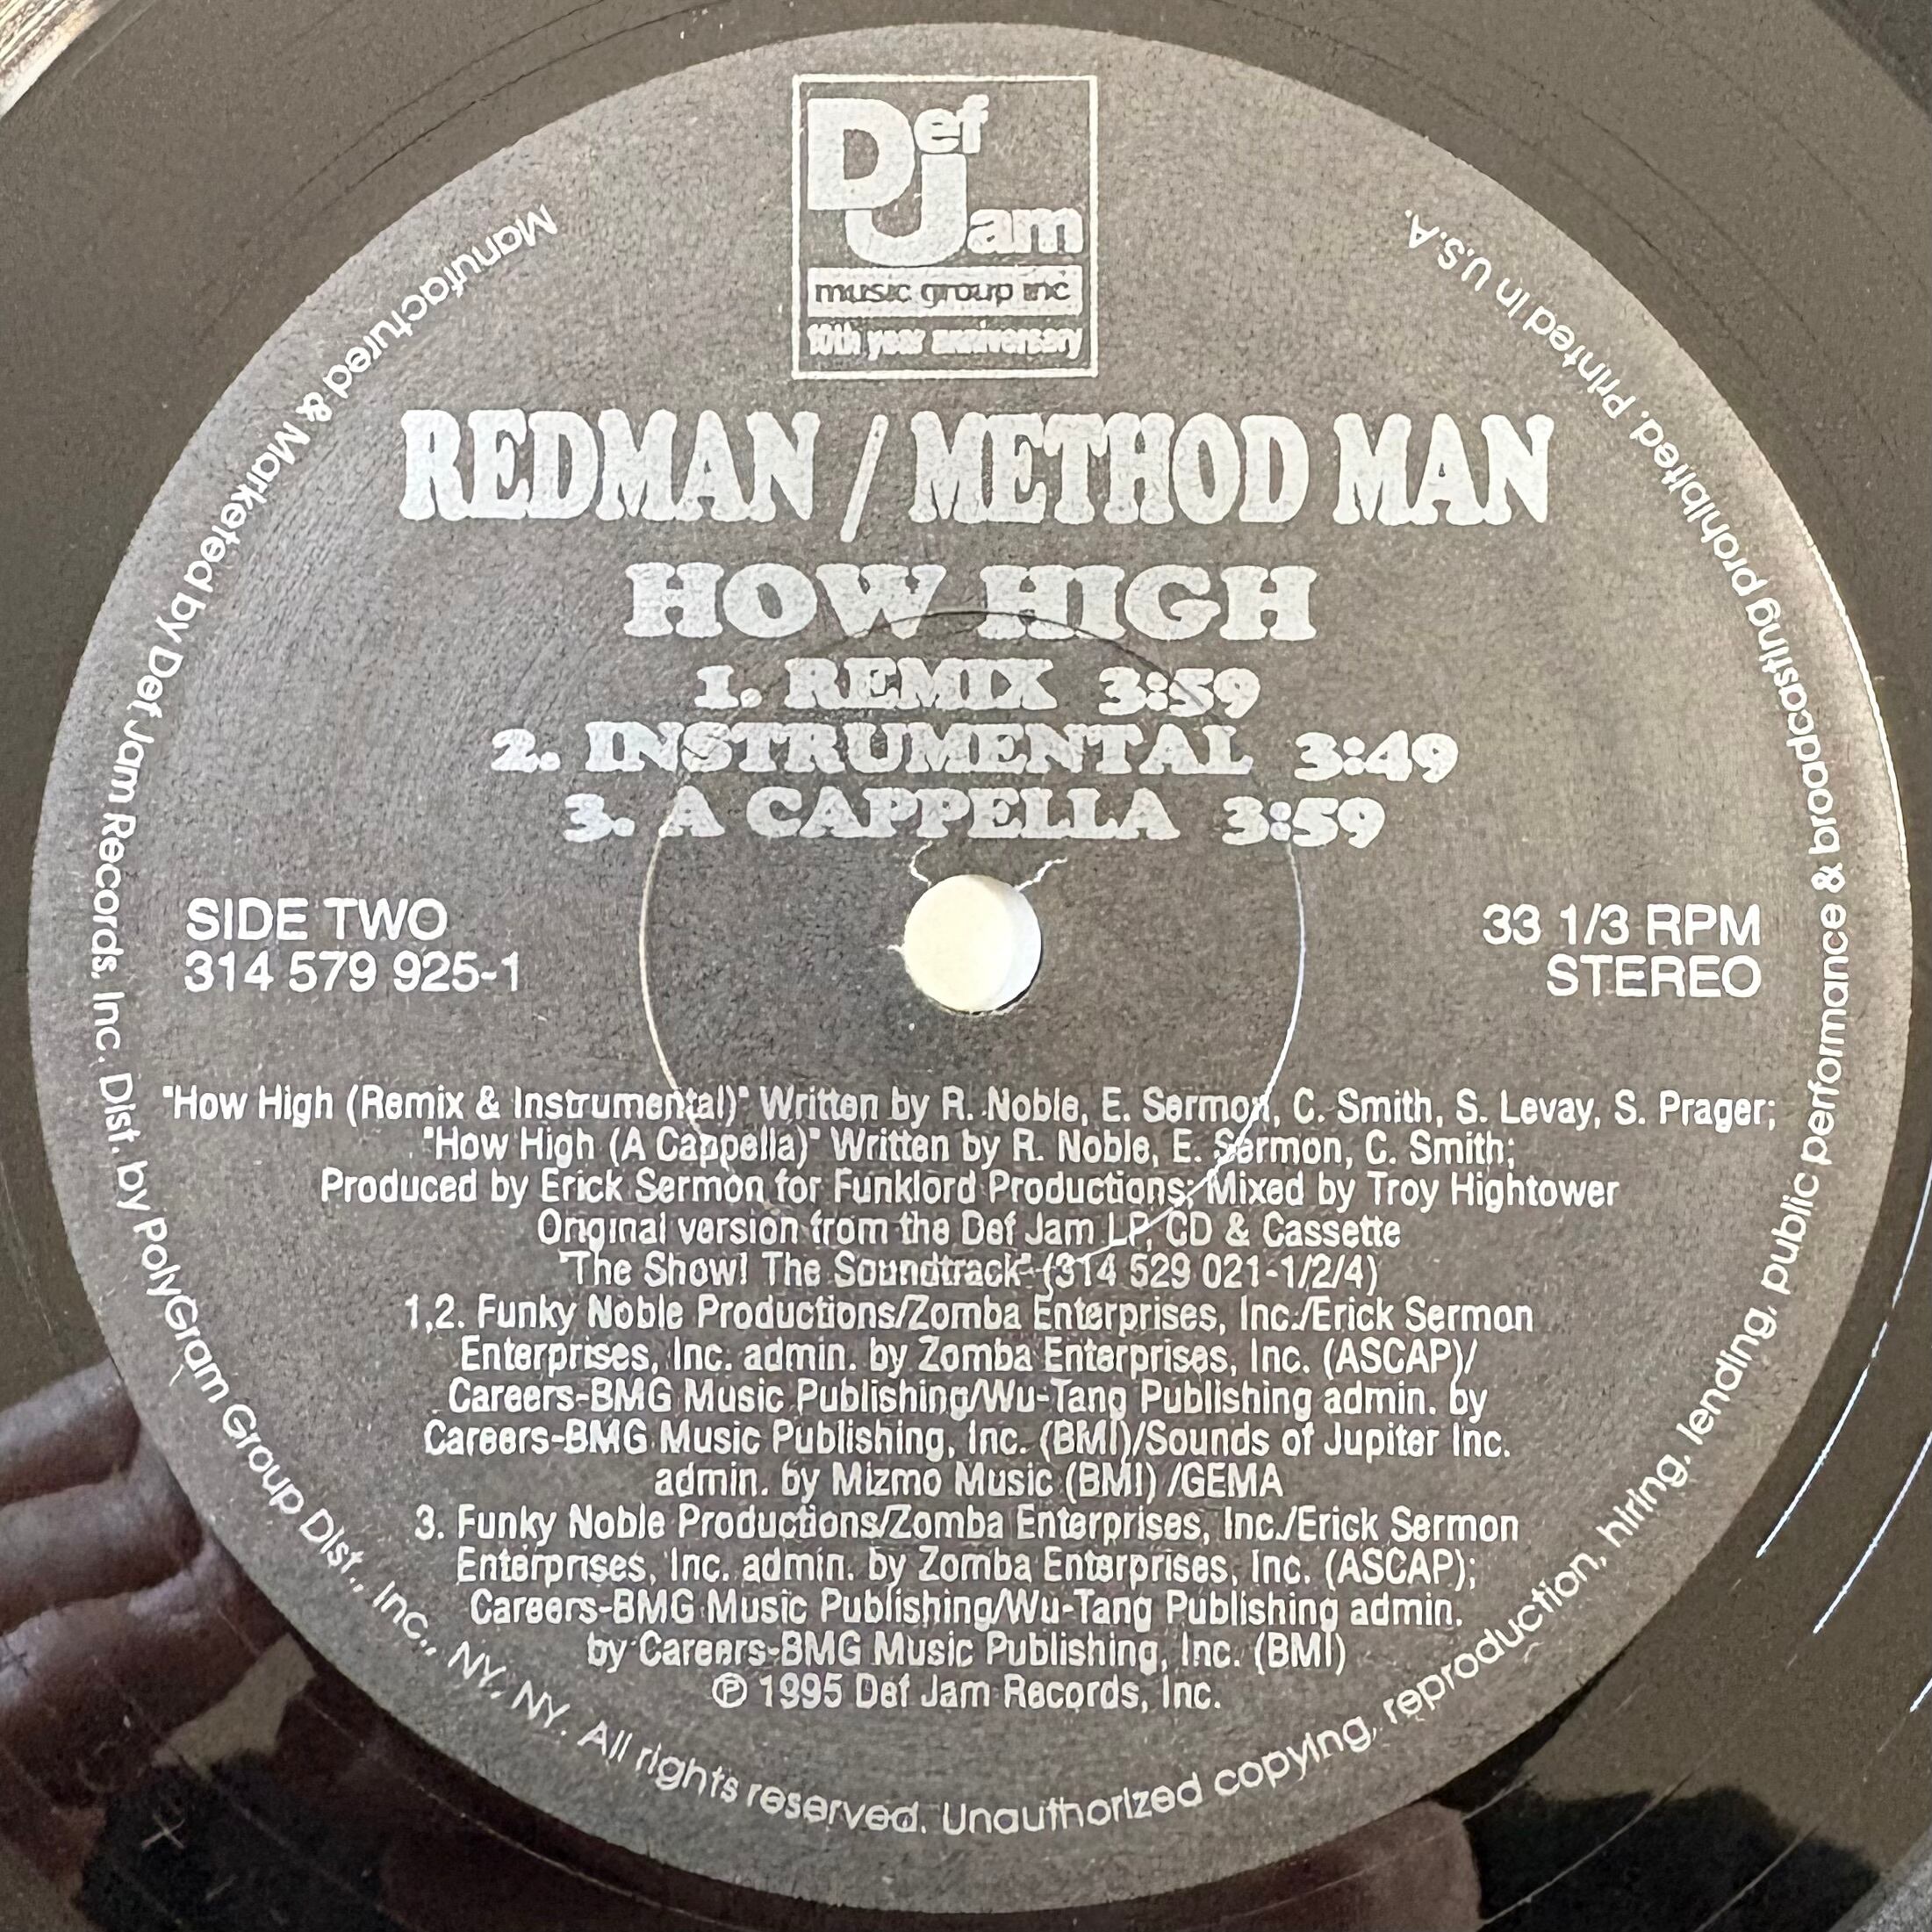 Def Jam
music group inc
10th year anniversary
REDMAN / METHOD MAN
HOW HIGH
1. REMIX 3:59
2. INSTRUMENTAL 3:49
3. A CAPPELLA 3:59
SIDE TWO
314 579 925-1
33 1/3 RPM
STEREO
"How High (Remix & Instrumental)" Written by R. Noble, E. Sermon, C. Smith, S. Levay, S. Prager;
"How High (A Cappella)" Written by R. Noble, E. Sermon, C. Smith;
Produced by Erick Sermon for Funklord Productions; Mixed by Troy Hightower
Original version from the Def Jam LP, CD & Cassette
"The Show! The Soundtrack" (314 529 021-1/2/4)
1,2. Funky Noble Productions/Zomba Enterprises, Inc./Erick Sermon
Enterprises, Inc. admin. by Zomba Enterprises, Inc. (ASCAP)/
Careers-BMG Music Publishing/Wu-Tang Publishing admin. by
Careers-BMG Music Publishing, Inc. (BMI)/Sounds of Jupiter Inc.
admin. by Mizmo Music (BMI) /GEMA
3. Funky Noble Productions/Zomba Enterprises, Inc./Erick Sermon
Enterprises, Inc. admin. by Zomba Enterprises, Inc. (ASCAP);
Careers-BMG Music Publishing/Wu-Tang Publishing admin.
by Careers-BMG Music Publishing, Inc. (BMI)
℗ 1995 Def Jam Records, Inc.
Manufactured & Marketed by Def Jam Records, Inc. Dist. by PolyGram Group Dist., Inc., NY, NY. All rights reserved. Unauthorized copying, reproduction, hiring, lending, public performance & broadcasting prohibited. Printed in U.S.A.